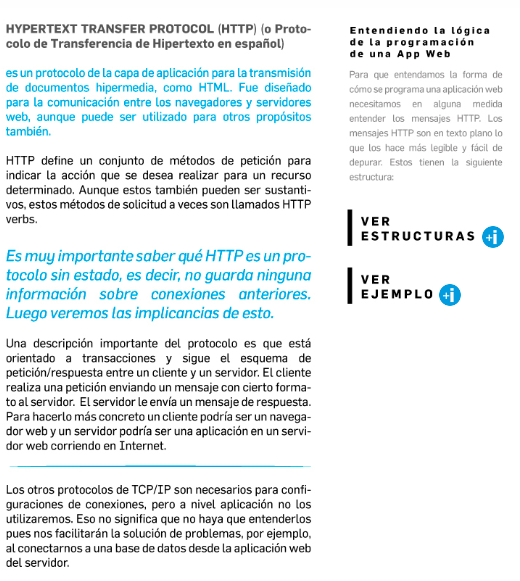 HYPERTEXT TRANSFER PROTOCOL (HTTP) (o Proto-
colo de Transferencia de Hipertexto en español)
es un protocolo de la capa de aplicación para la transmisión
de documentos hipermedia, como HTML. Fue diseñado
para la comunicación entre los navegadores y servidores
web, aunque puede ser utilizado para otros propósitos
también.
HTTP define un conjunto de métodos de petición para
indicar la acción que se desea realizar para un recurso
determinado. Aunque estos también pueden ser sustanti-
vos, estos métodos de solicitud a veces son llamados HTTP
verbs.
Es muy importante saber qué HTTP es un pro-
tocolo sin estado, es decir, no guarda ninguna
información sobre conexiones anteriores.
Luego veremos las implicancias de esto.
Una descripción importante del protocolo es que está
orientado a transacciones y sigue el esquema de
petición/respuesta entre un cliente y un servidor. El cliente
realiza una petición enviando un mensaje con cierto forma-
to al servidor. El servidor le envía un mensaje de respuesta.
Para hacerlo más concreto un cliente podría ser un navega-
dor web y un servidor podría ser una aplicación en un servi-
dor web corriendo en Internet.
Los otros protocolos de TCP/IP son necesarios para confi-
guraciones de conexiones, pero a nivel aplicación no los
utilizaremos. Eso no significa que no haya que entenderlos
pues nos facilitarán la solución de problemas, por ejemplo,
al conectarnos a una base de datos desde la aplicación web
del servidor.
Entendiendo la lógica
de la programación
de una App Web
Para que entendamos la forma de
cómo se programa una aplicación web
necesitamos en alguna medida
entender los mensajes HTTP. Los
mensajes HTTP son en texto plano lo
que los hace más legible y fácil de
depurar. Estos tienen la siguiente
estructura:
VER
ESTRUCTURAS +i
VER
EJEMPLO +i